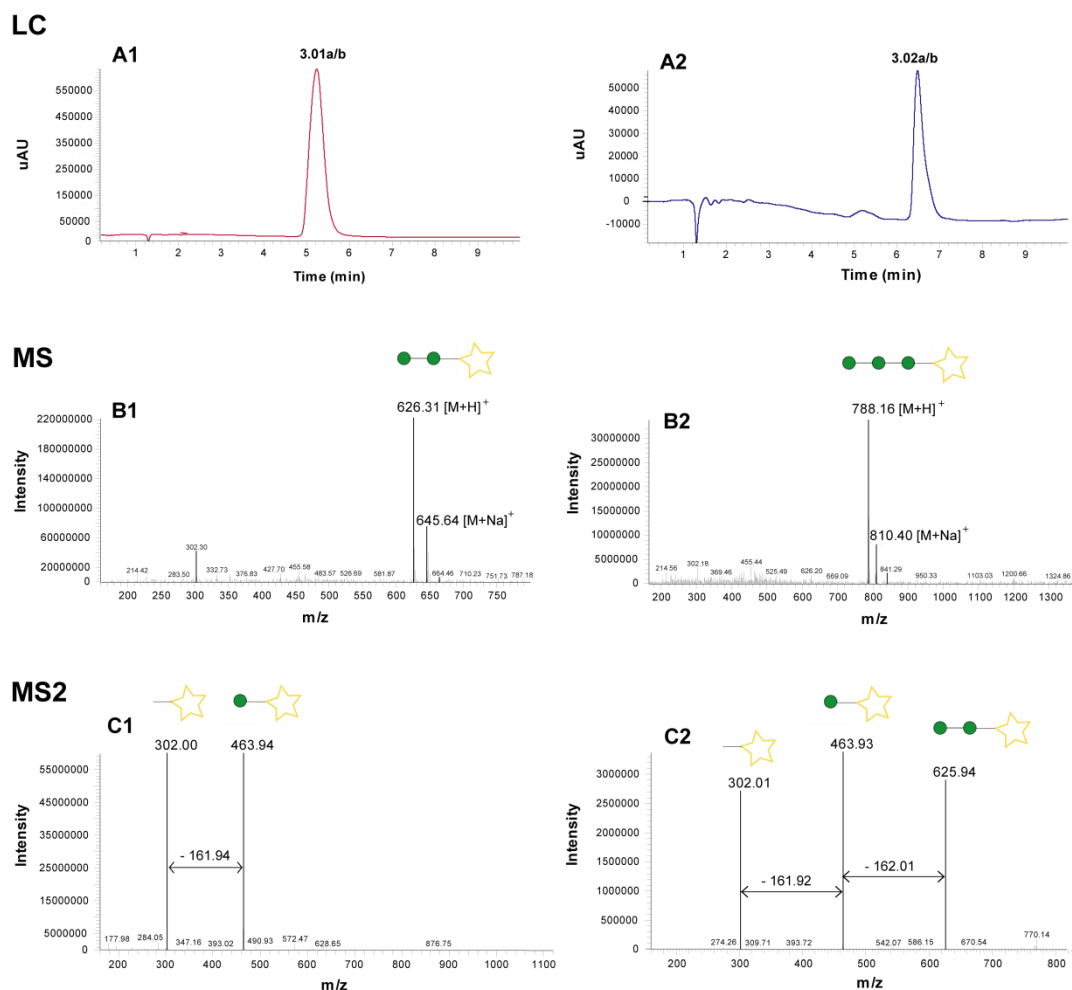 LC
A1
3.01a/b
uAU
550000
450000
350000
250000
150000
50000
0
1 2 3 4 5 6 7 8 9
Time (min)
A2
3.02a/b
uAU
50000
40000
30000
20000
10000
0
-10000
1 2 3 4 5 6 7 8 9
Time (min)
MS
B1
626.31 [M+H]+
645.64 [M+Na]+
Intensity
220000000
180000000
140000000
100000000
60000000
20000000
0
214.42 283.50 302.30 332.73 376.83 427.70 455.58 483.57 526.69 581.87 664.46 710.23 751.73 787.18
200 250 300 350 400 450 500 550 600 650 700 750
m/z
B2
788.16 [M+H]+
810.40 [M+Na]+
Intensity
30000000
25000000
20000000
15000000
10000000
5000000
0
214.56 302.18 369.46 455.44 525.49 626.20 669.09 841.29 950.33 1103.03 1200.66 1324.86
200 300 400 500 600 700 800 900 1000 1100 1200 1300
m/z
MS2
C1
302.00 463.94
- 161.94
Intensity
55000000
45000000
35000000
25000000
15000000
5000000
0
177.98 284.05 347.16 393.02 490.93 572.47 628.65 876.75
200 300 400 500 600 700 800 900 1000 1100
m/z
C2
302.01
463.93
625.94
- 161.92
- 162.01
Intensity
3000000
2500000
2000000
1500000
1000000
500000
0
274.26 309.71 393.72 542.07 586.15 670.54 770.14
200 300 400 500 600 700 800
m/z